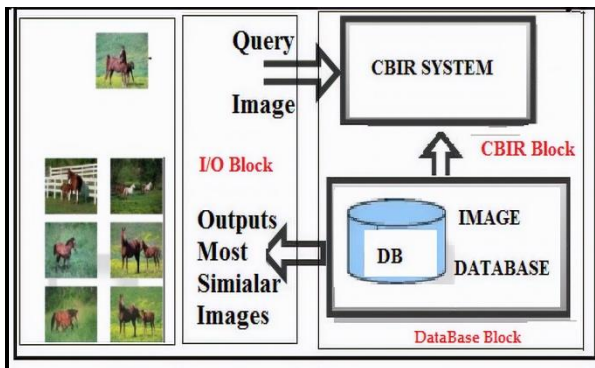 Query
Image
CBIR SYSTEM
CBIR Block
I/O Block
Outputs
Most
Simialar
Images
DB
IMAGE
DATABASE
DataBase Block